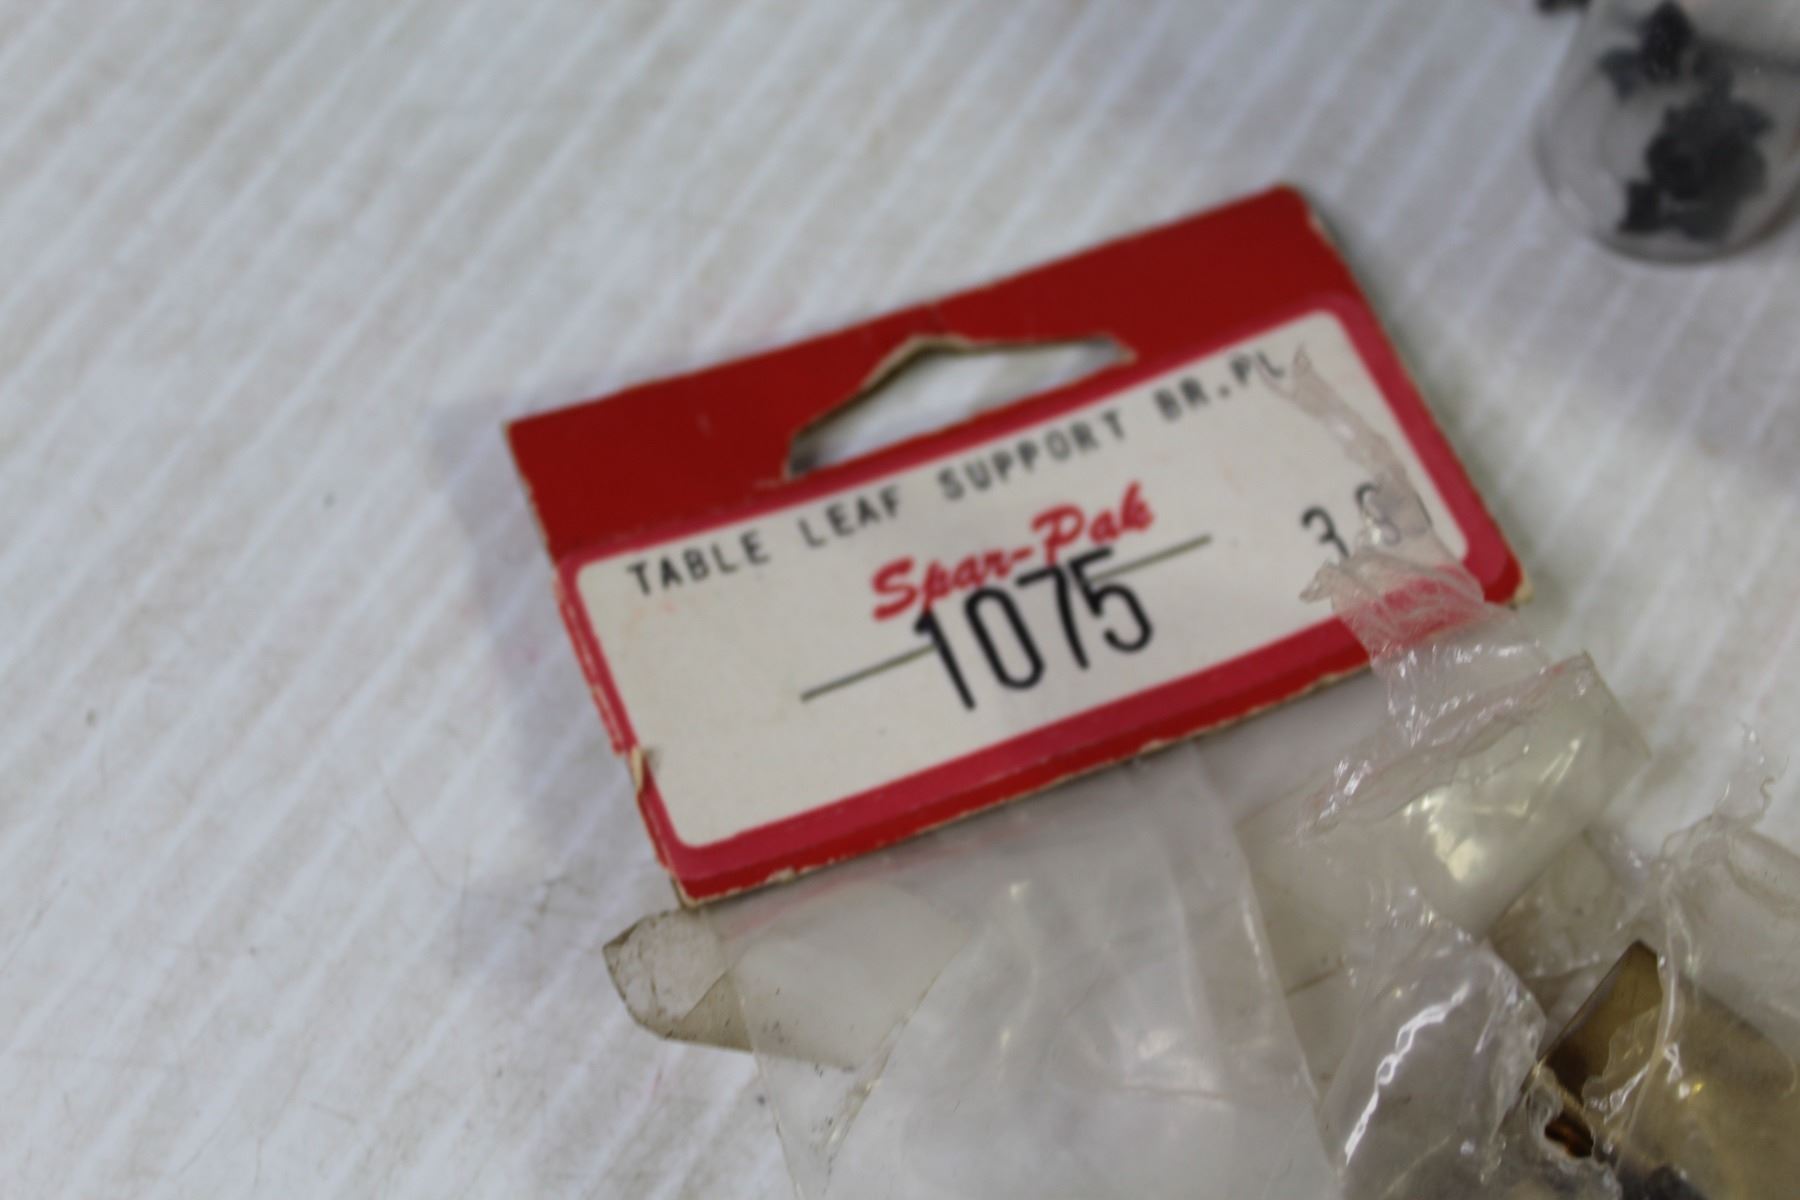 TABLE LEAF SUPPORT BR.PL
Spar-Pak
1075